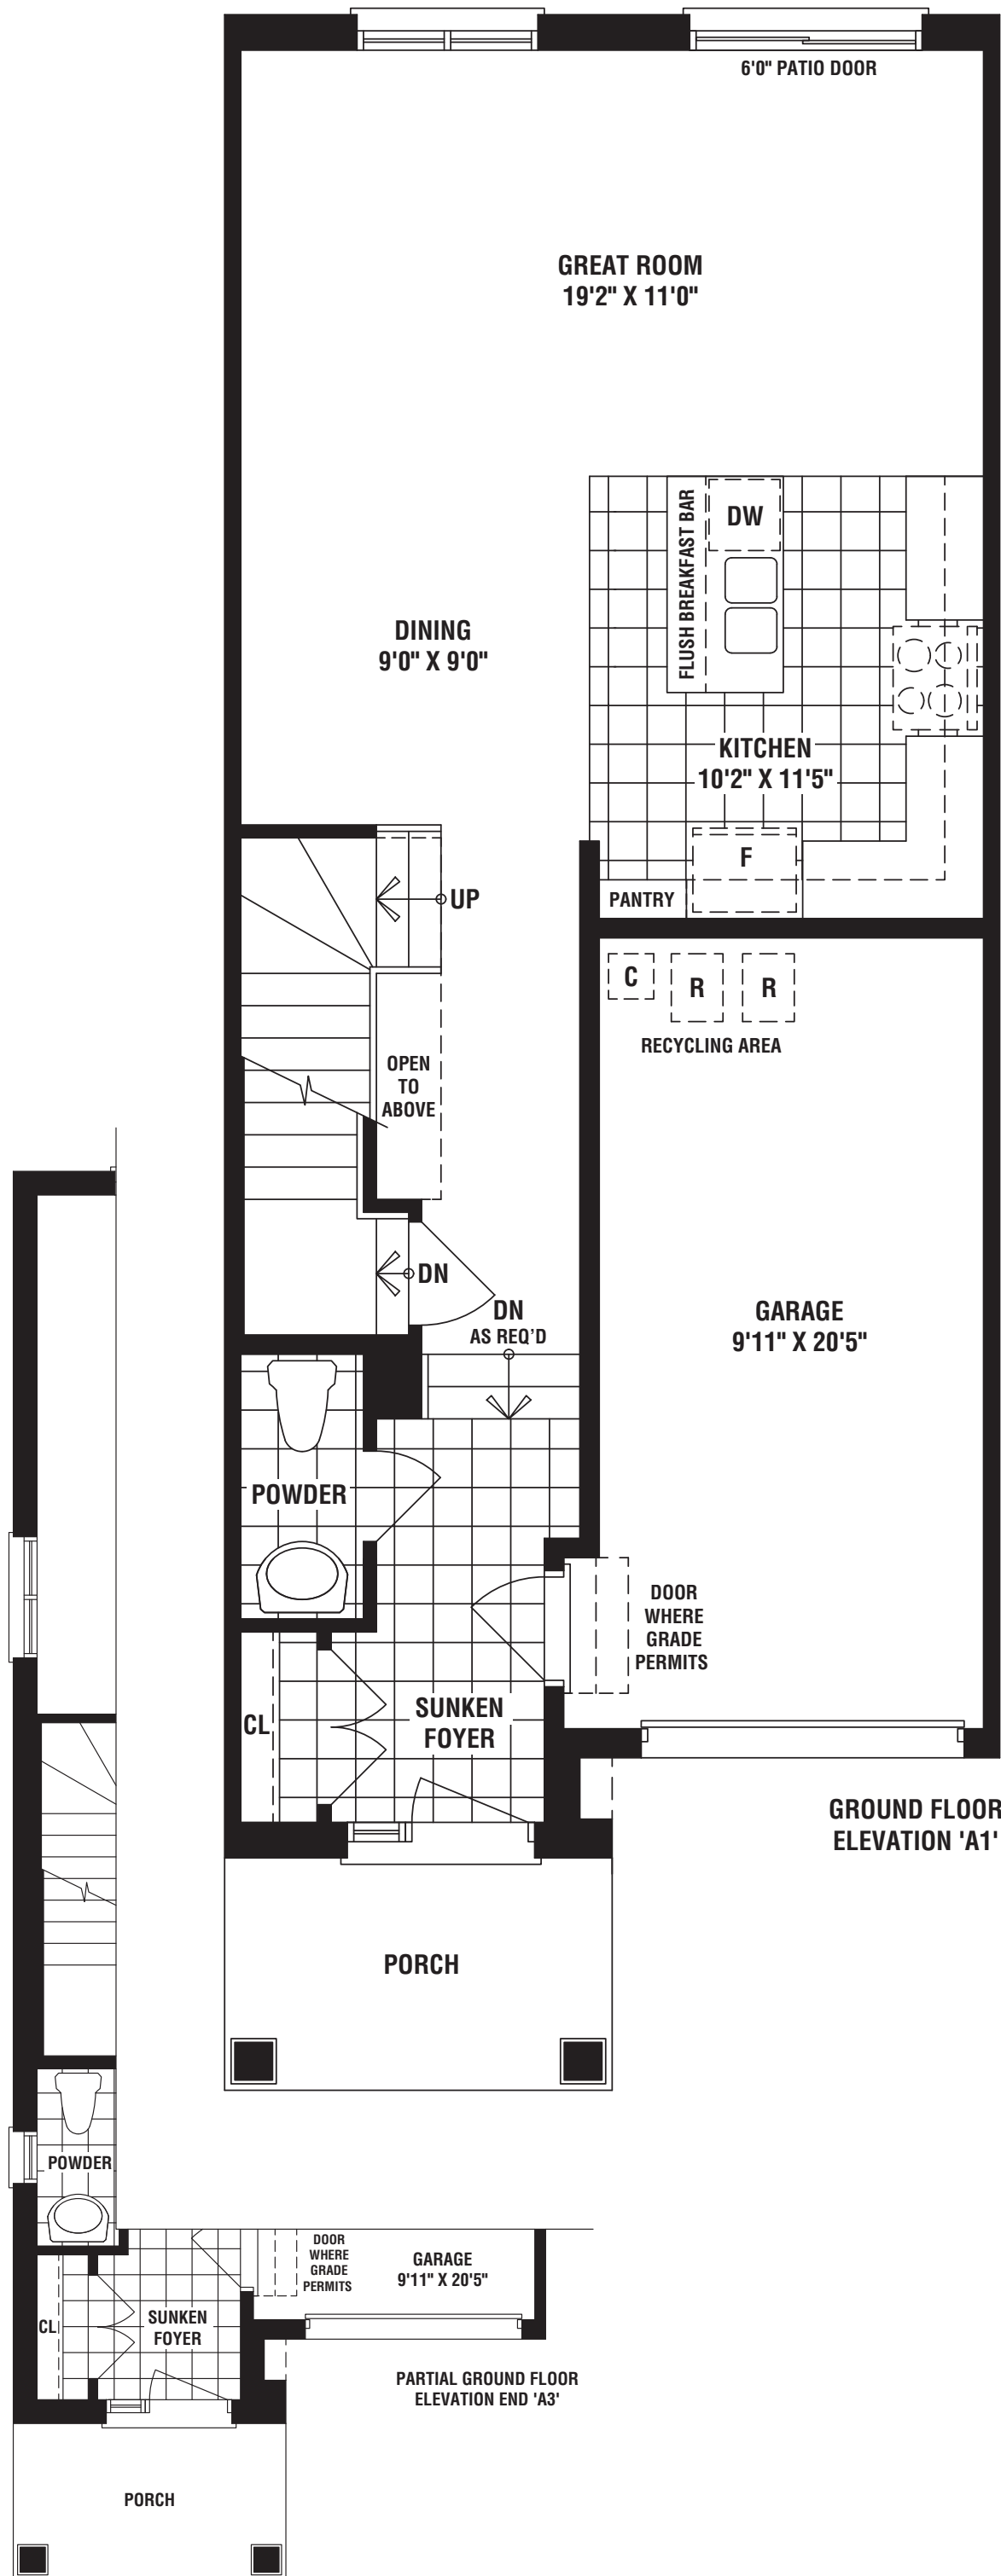 6'0" PATIO DOOR
GREAT ROOM
19'2" X 11'0"
FLUSH BREAKFAST BAR
DW
DINING
9'0" X 9'0"
KITCHEN
10'2" X 11'5"
F
PANTRY
UP
C
R
R
RECYCLING AREA
OPEN
TO
ABOVE
DN
DN
AS REQ'D
GARAGE
9'11" X 20'5"
POWDER
DOOR
WHERE
GRADE
PERMITS
CL
SUNKEN
FOYER
GROUND FLOOR
ELEVATION 'A1'
PORCH
POWDER
DOOR
WHERE
GRADE
PERMITS
GARAGE
9'11" X 20'5"
CL
SUNKEN
FOYER
PARTIAL GROUND FLOOR
ELEVATION END 'A3'
PORCH